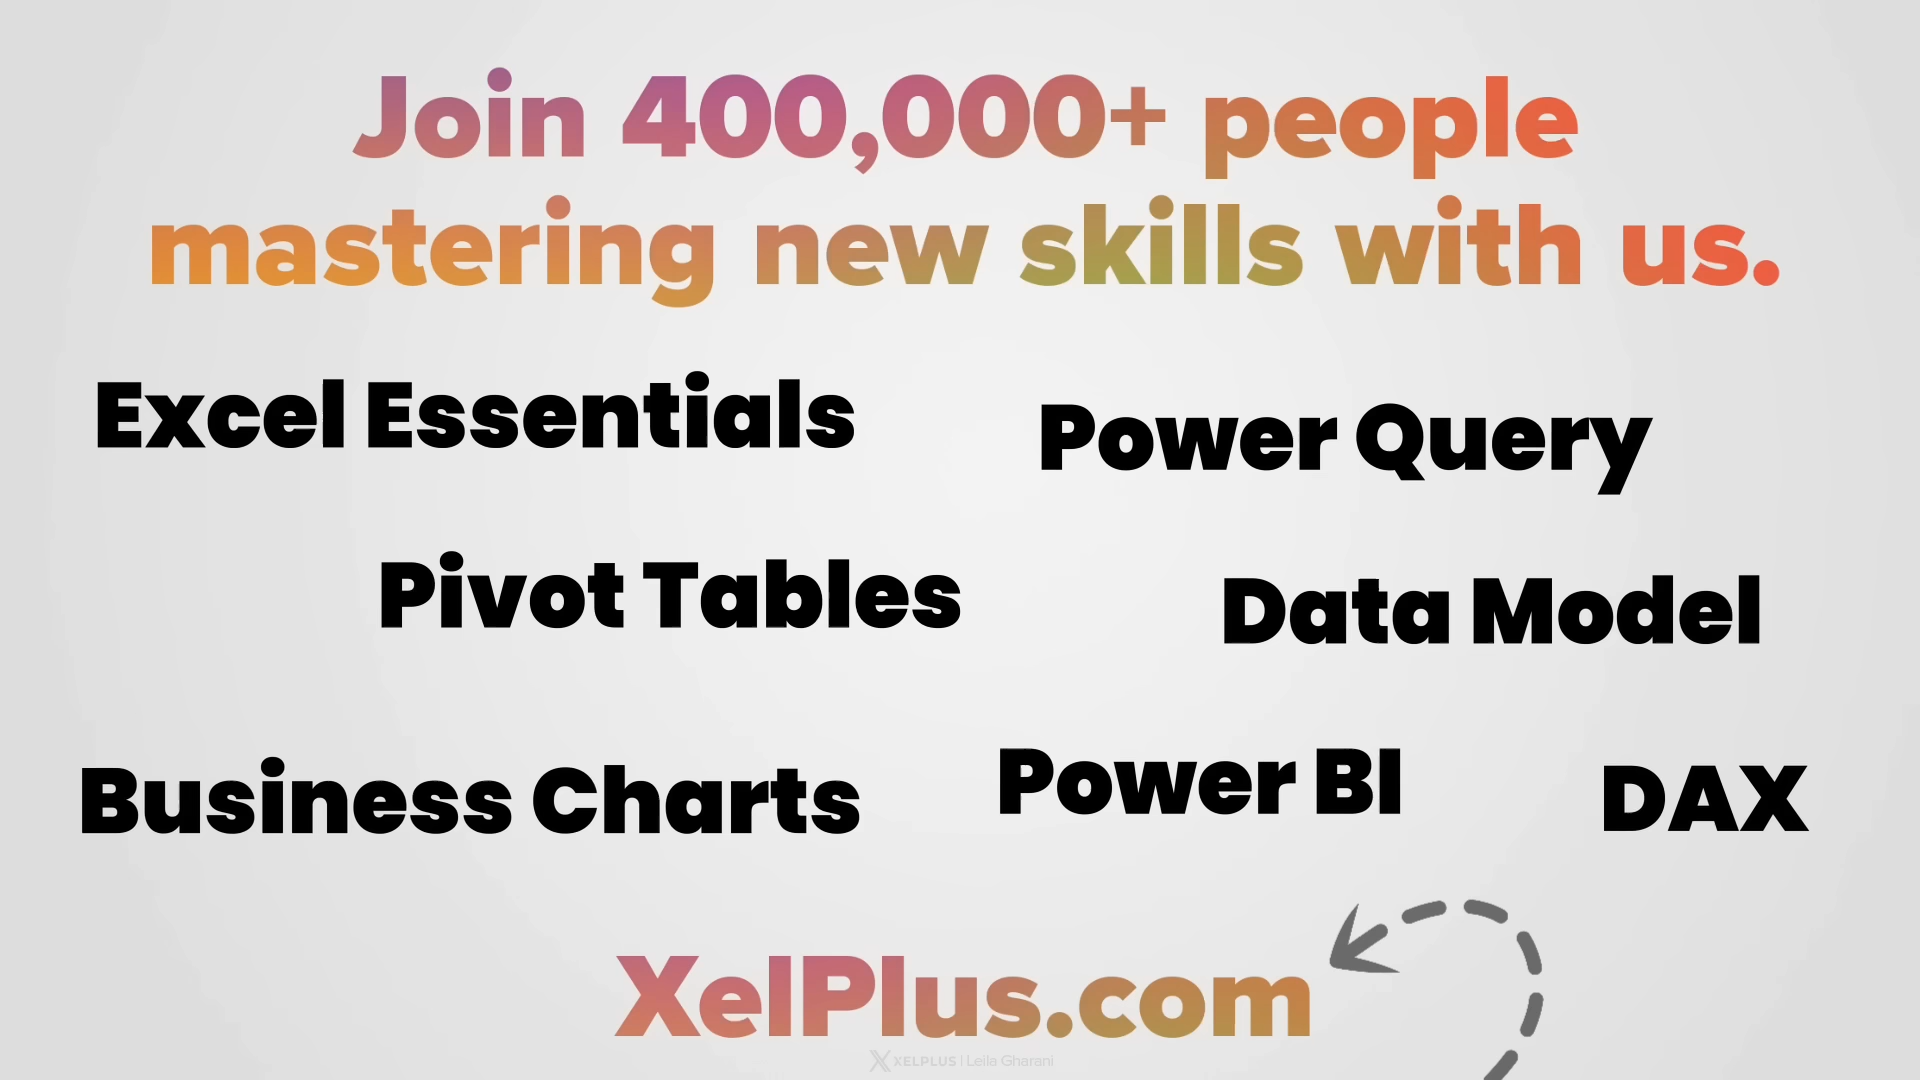 Join 400,000+ people
mastering new skills with us.
Excel Essentials
Power Query
Pivot Tables
Data Model
Business Charts
Power BI
DAX
XelPlus.com
XELPLUS | Leila Gharani